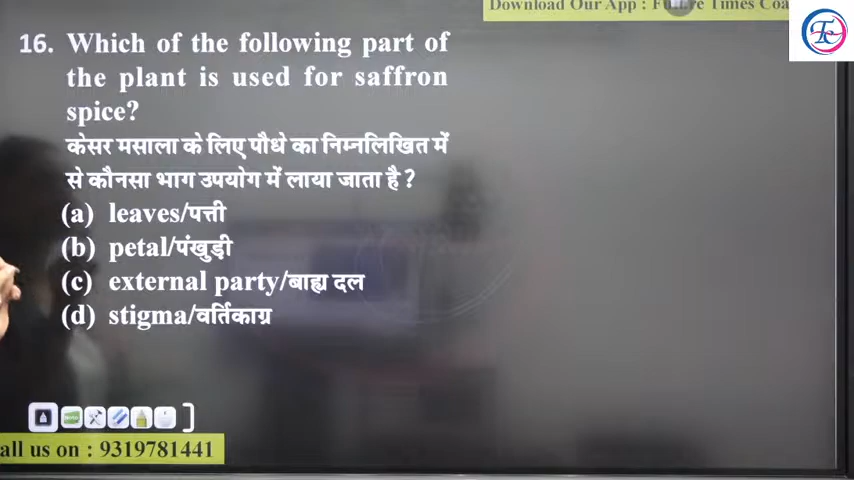 Download Our App :
16. Which of the following part of
the plant is used for saffron
spice?
केसर मसाला के लिए पौधे का निम्नलिखित में
से कौनसा भाग उपयोग में लाया जाता है ?
(a) leaves/पत्ती
(b) petal/पंखुड़ी
(c) external party/बाह्य दल
(d) stigma/वर्तिकाग्र
all us on : 9319781441